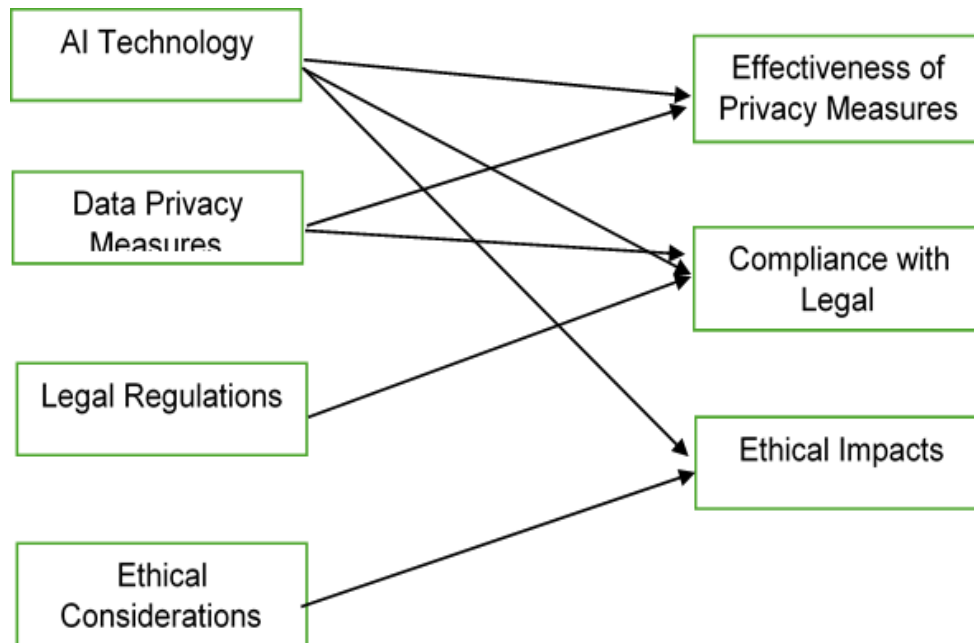 AI Technology
Effectiveness of
Privacy Measures
Data Privacy
Measures
Compliance with
Legal
Legal Regulations
Ethical Impacts
Ethical
Considerations